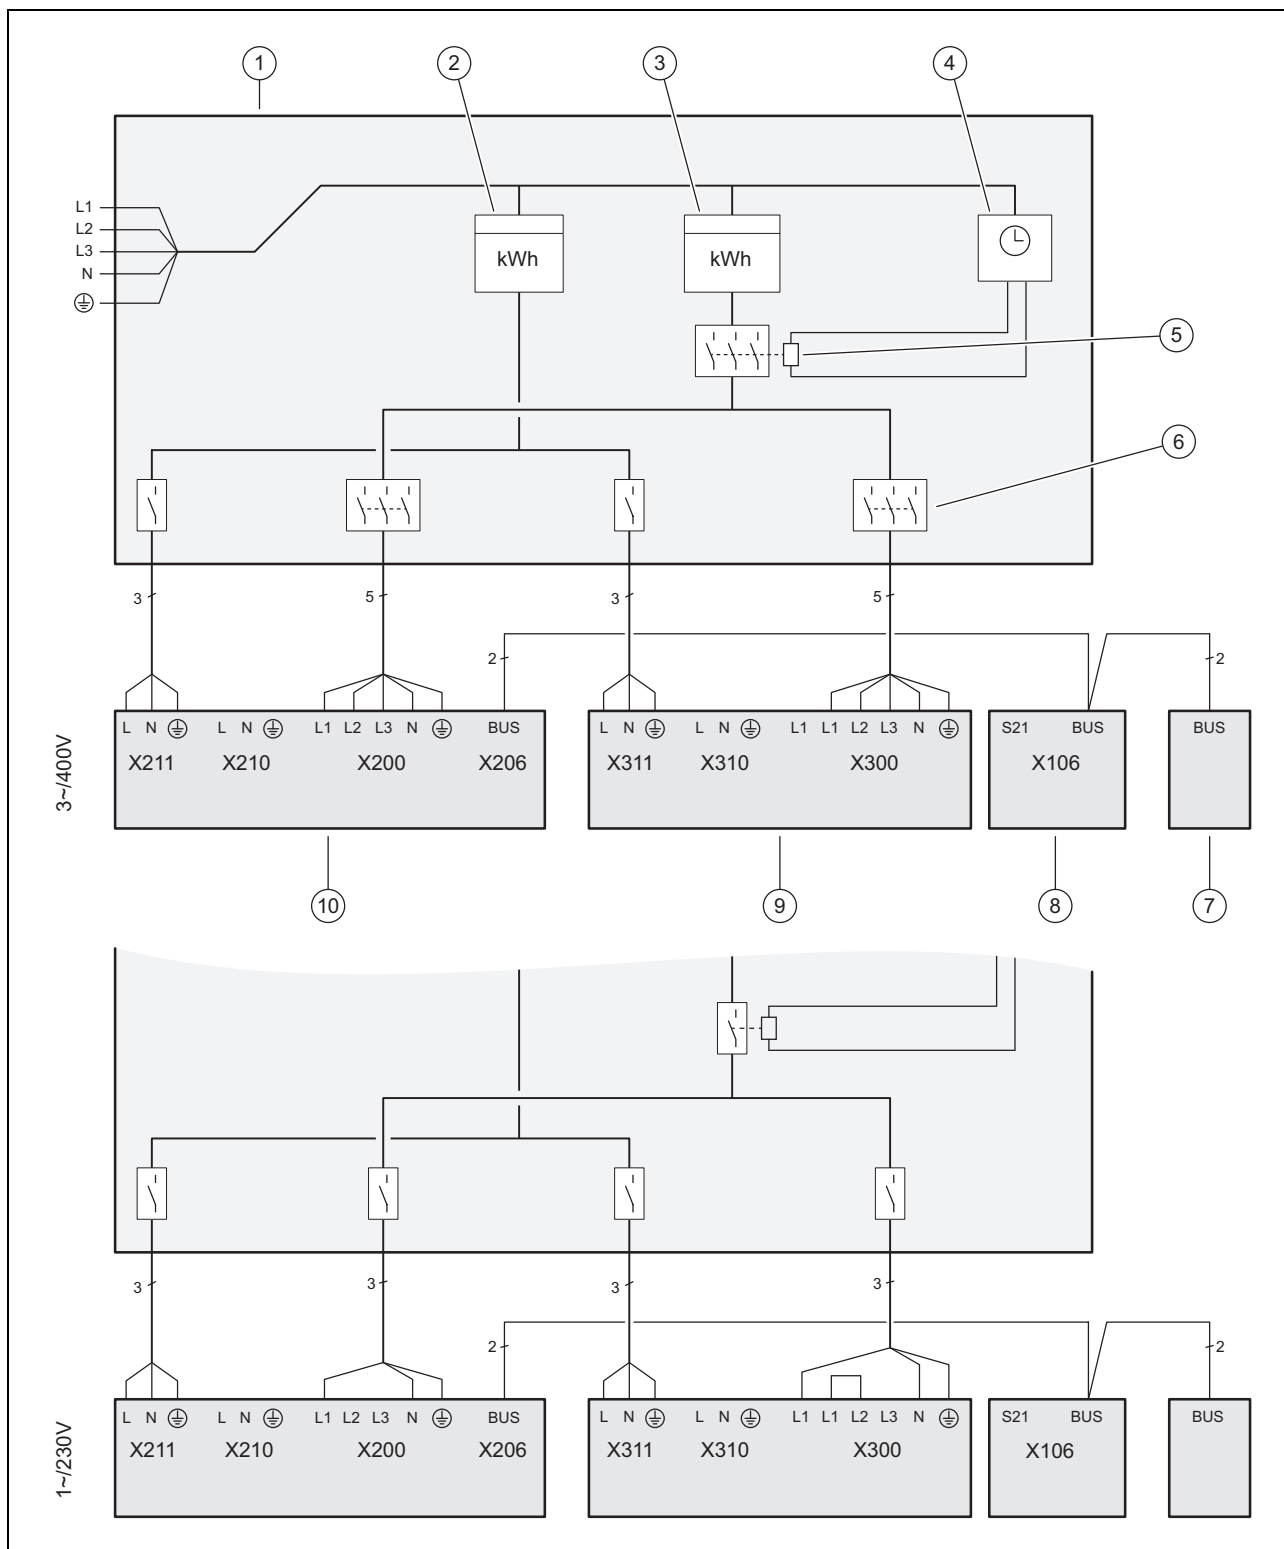 1 2 3 4
L1
L2
L3
N
kWh kWh
5
6
3 5 3 5
2 2
L N L N L1 L2 L3 N BUS L N L N L1 L1 L2 L3 N S21 BUS BUS
X211 X210 X200 X206 X311 X310 X300 X106
3~/400V
10 9 8 7
3 3 3 3
2 2
L N L N L1 L2 L3 N BUS L N L N L1 L1 L2 L3 N S21 BUS BUS
X211 X210 X200 X206 X311 X310 X300 X106
1~/230V